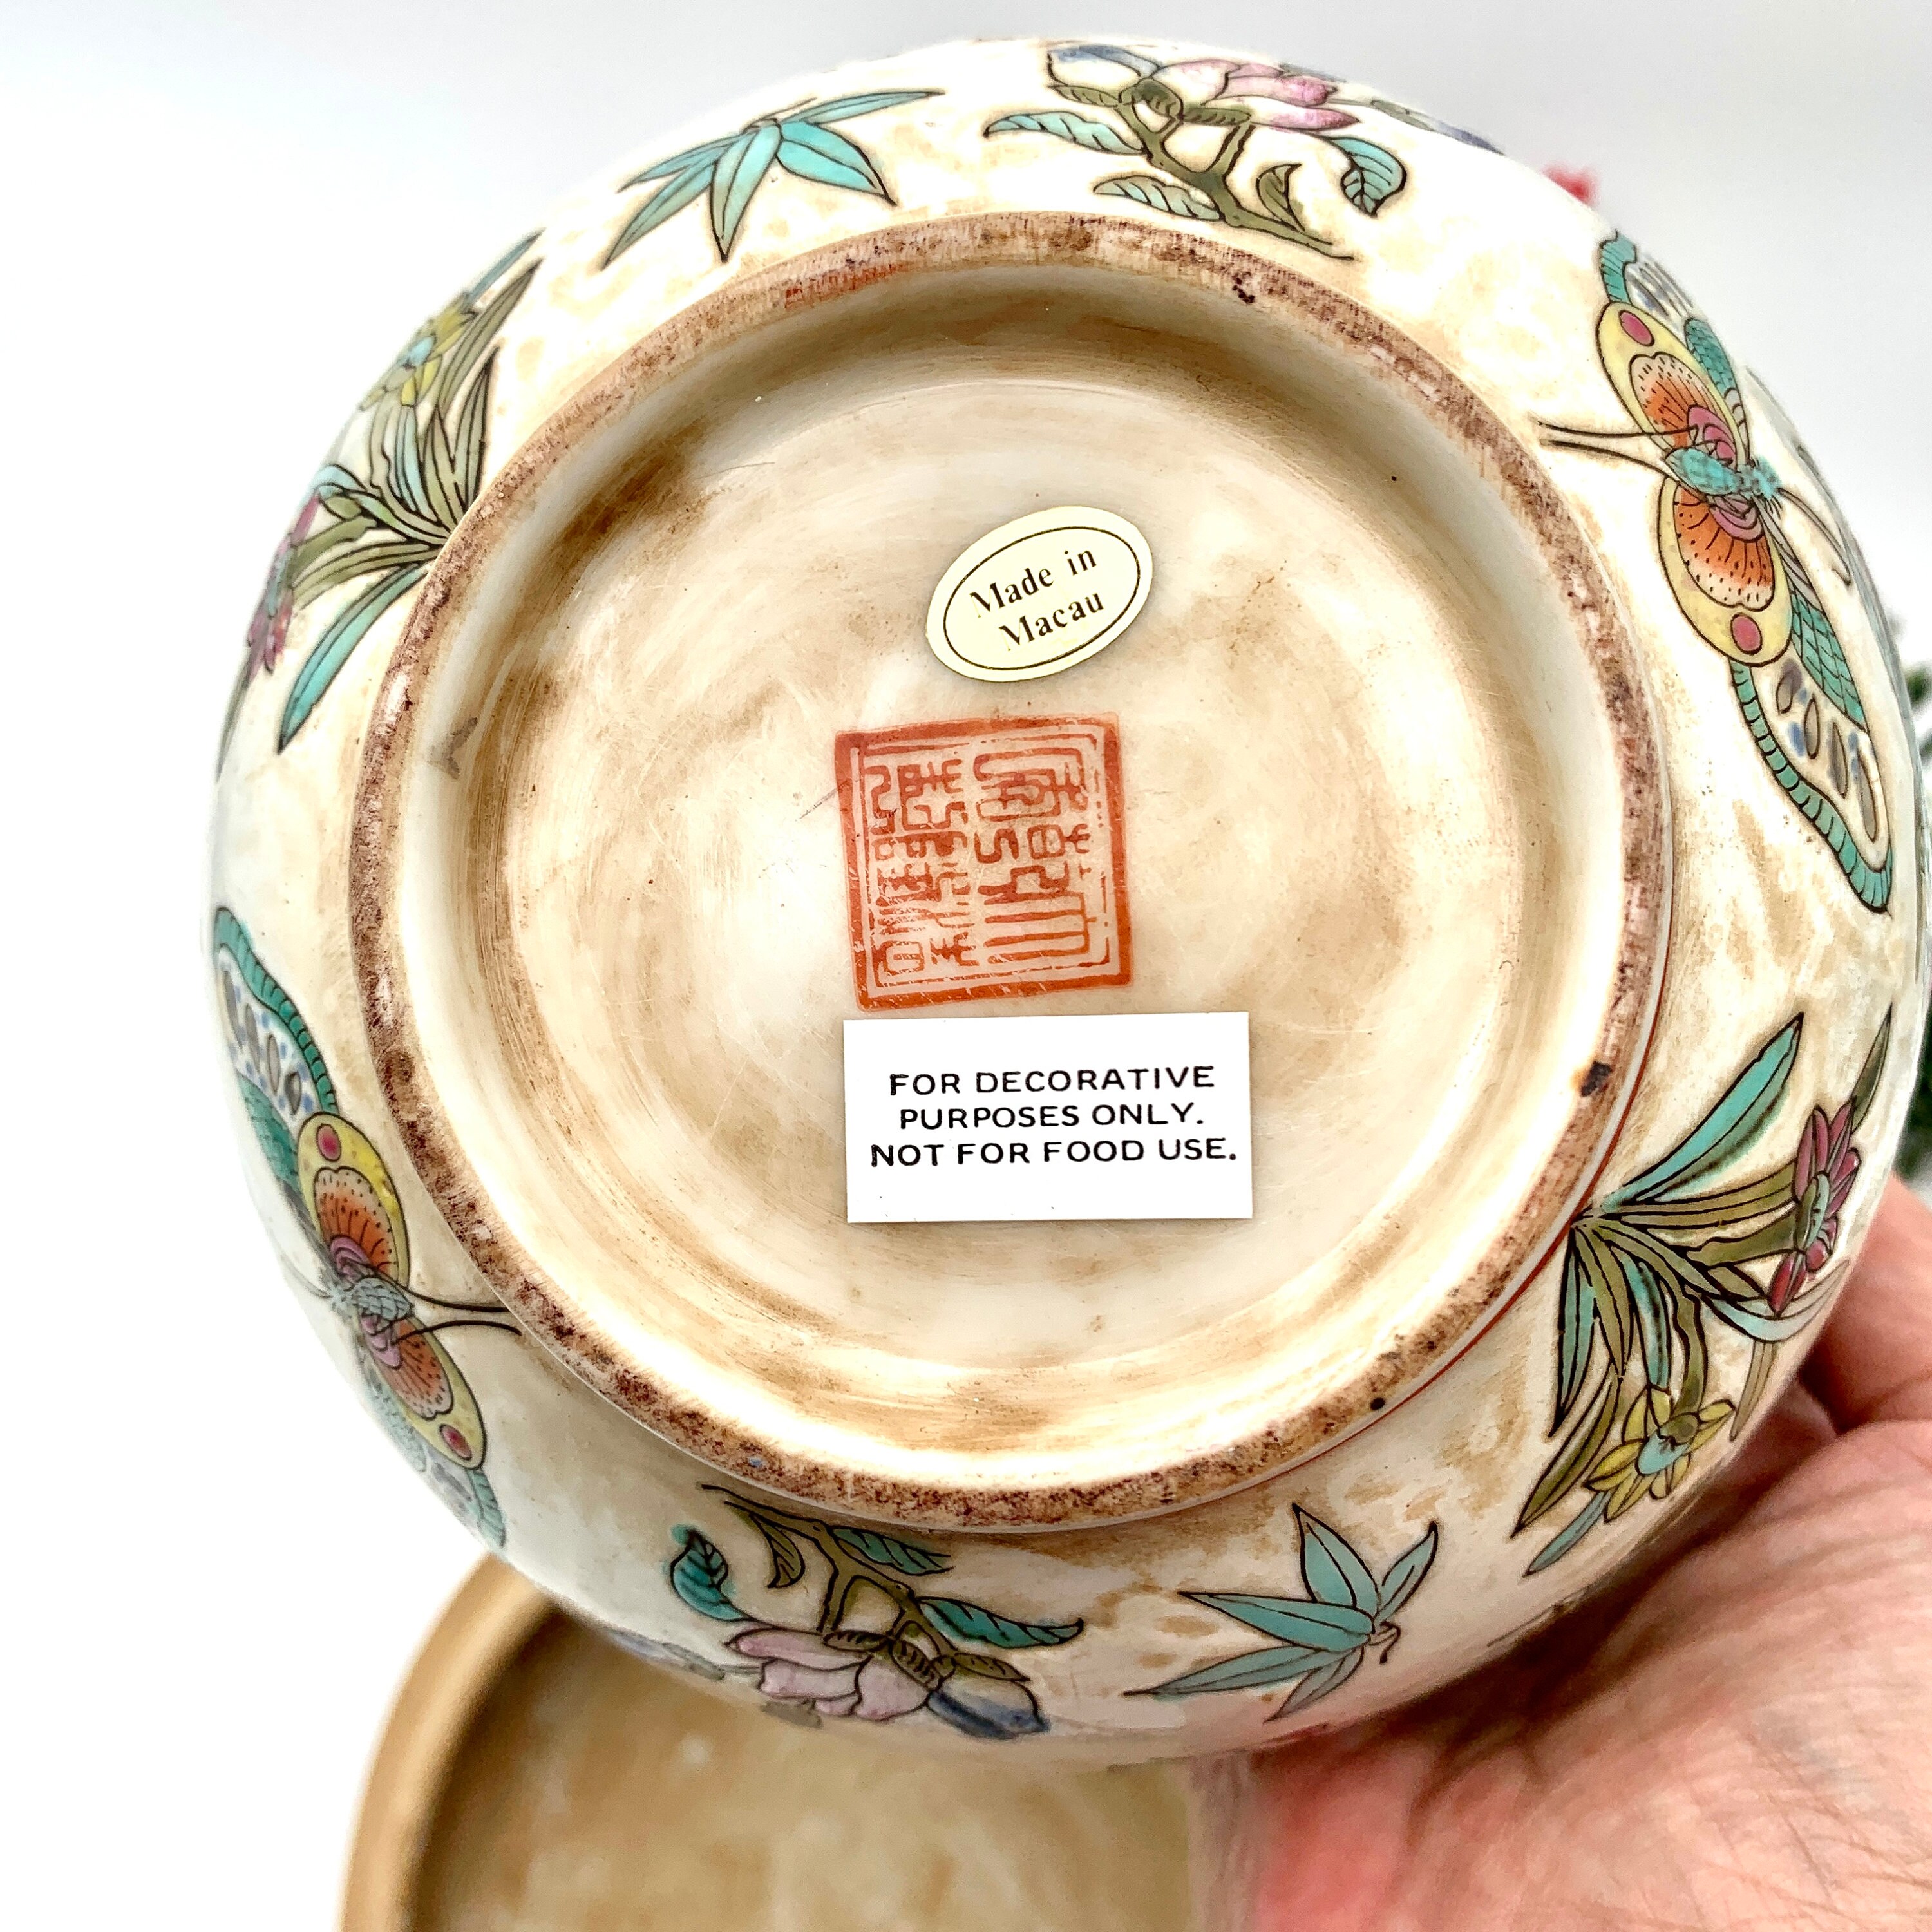 Made in
Macau
FOR DECORATIVE
PURPOSES ONLY.
NOT FOR FOOD USE.